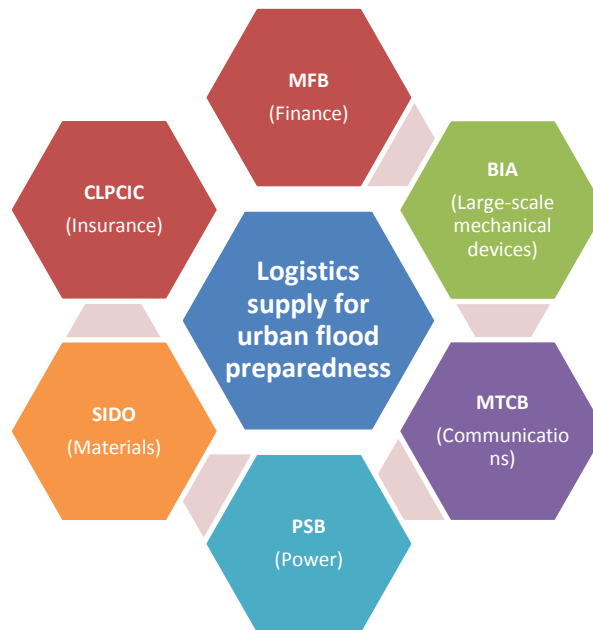 MFB
(Finance)
CLPCIC
(Insurance)
BIA
(Large-scale
mechanical
devices)
Logistics
supply for
urban flood
preparedness
SIDO
(Materials)
MTCB
(Communicatio
ns)
PSB
(Power)